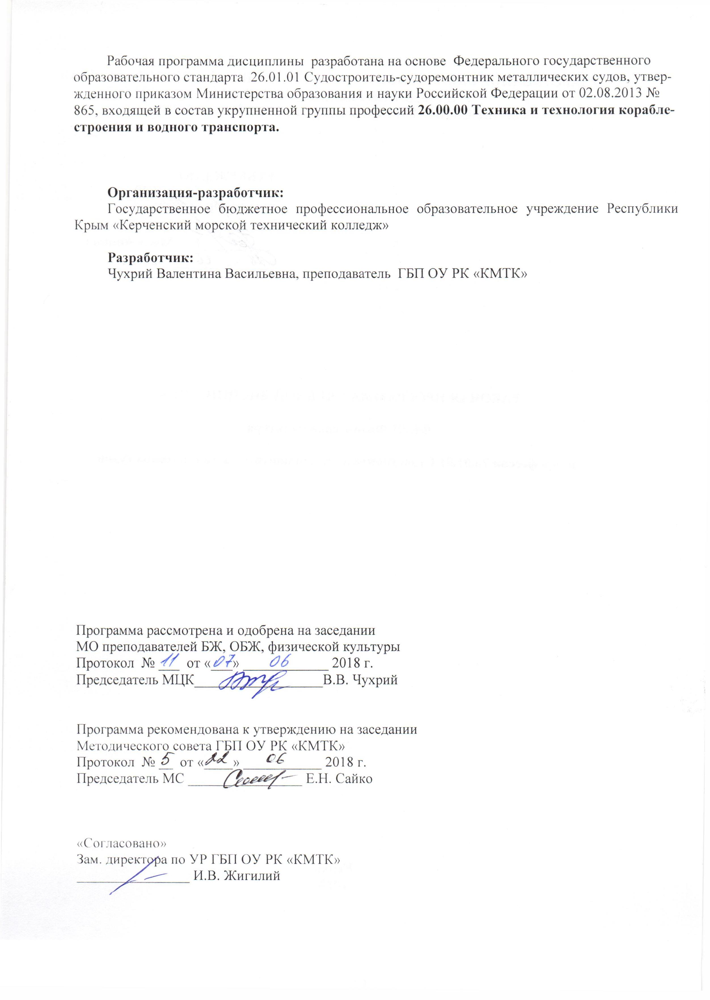 Рабочая программа дисциплины разработана на основе Федерального государственного
образовательного стандарта 26.01.01 Судостроитель-судоремонтник металлических судов, утвер-
жденного приказом Министерства образования и науки Российской Федерации от 02.08.2013 №
865, входящей в состав укрупненной группы профессий 26.00.00 Техника и технология корабле-
строения и водного транспорта.
Организация-разработчик:
Государственное бюджетное профессиональное образовательное учреждение Республики
Крым «Керченский морской технический колледж»
Разработчик:
Чухрий Валентина Васильевна, преподаватель ГБП ОУ РК «КМТК»
Программа рассмотрена и одобрена на заседании
МО преподавателей БЖ, ОБЖ, физической культуры
Протокол № 11 от «07» 06 2018 г.
Председатель МЦК В.В. Чухрий
Программа рекомендована к утверждению на заседании
Методического совета ГБП ОУ РК «КМТК»
Протокол № 5 от «22» 06 2018 г.
Председатель МС Е.Н. Сайко
«Согласовано»
Зам. директора по УР ГБП ОУ РК «КМТК»
И.В. Жигилий